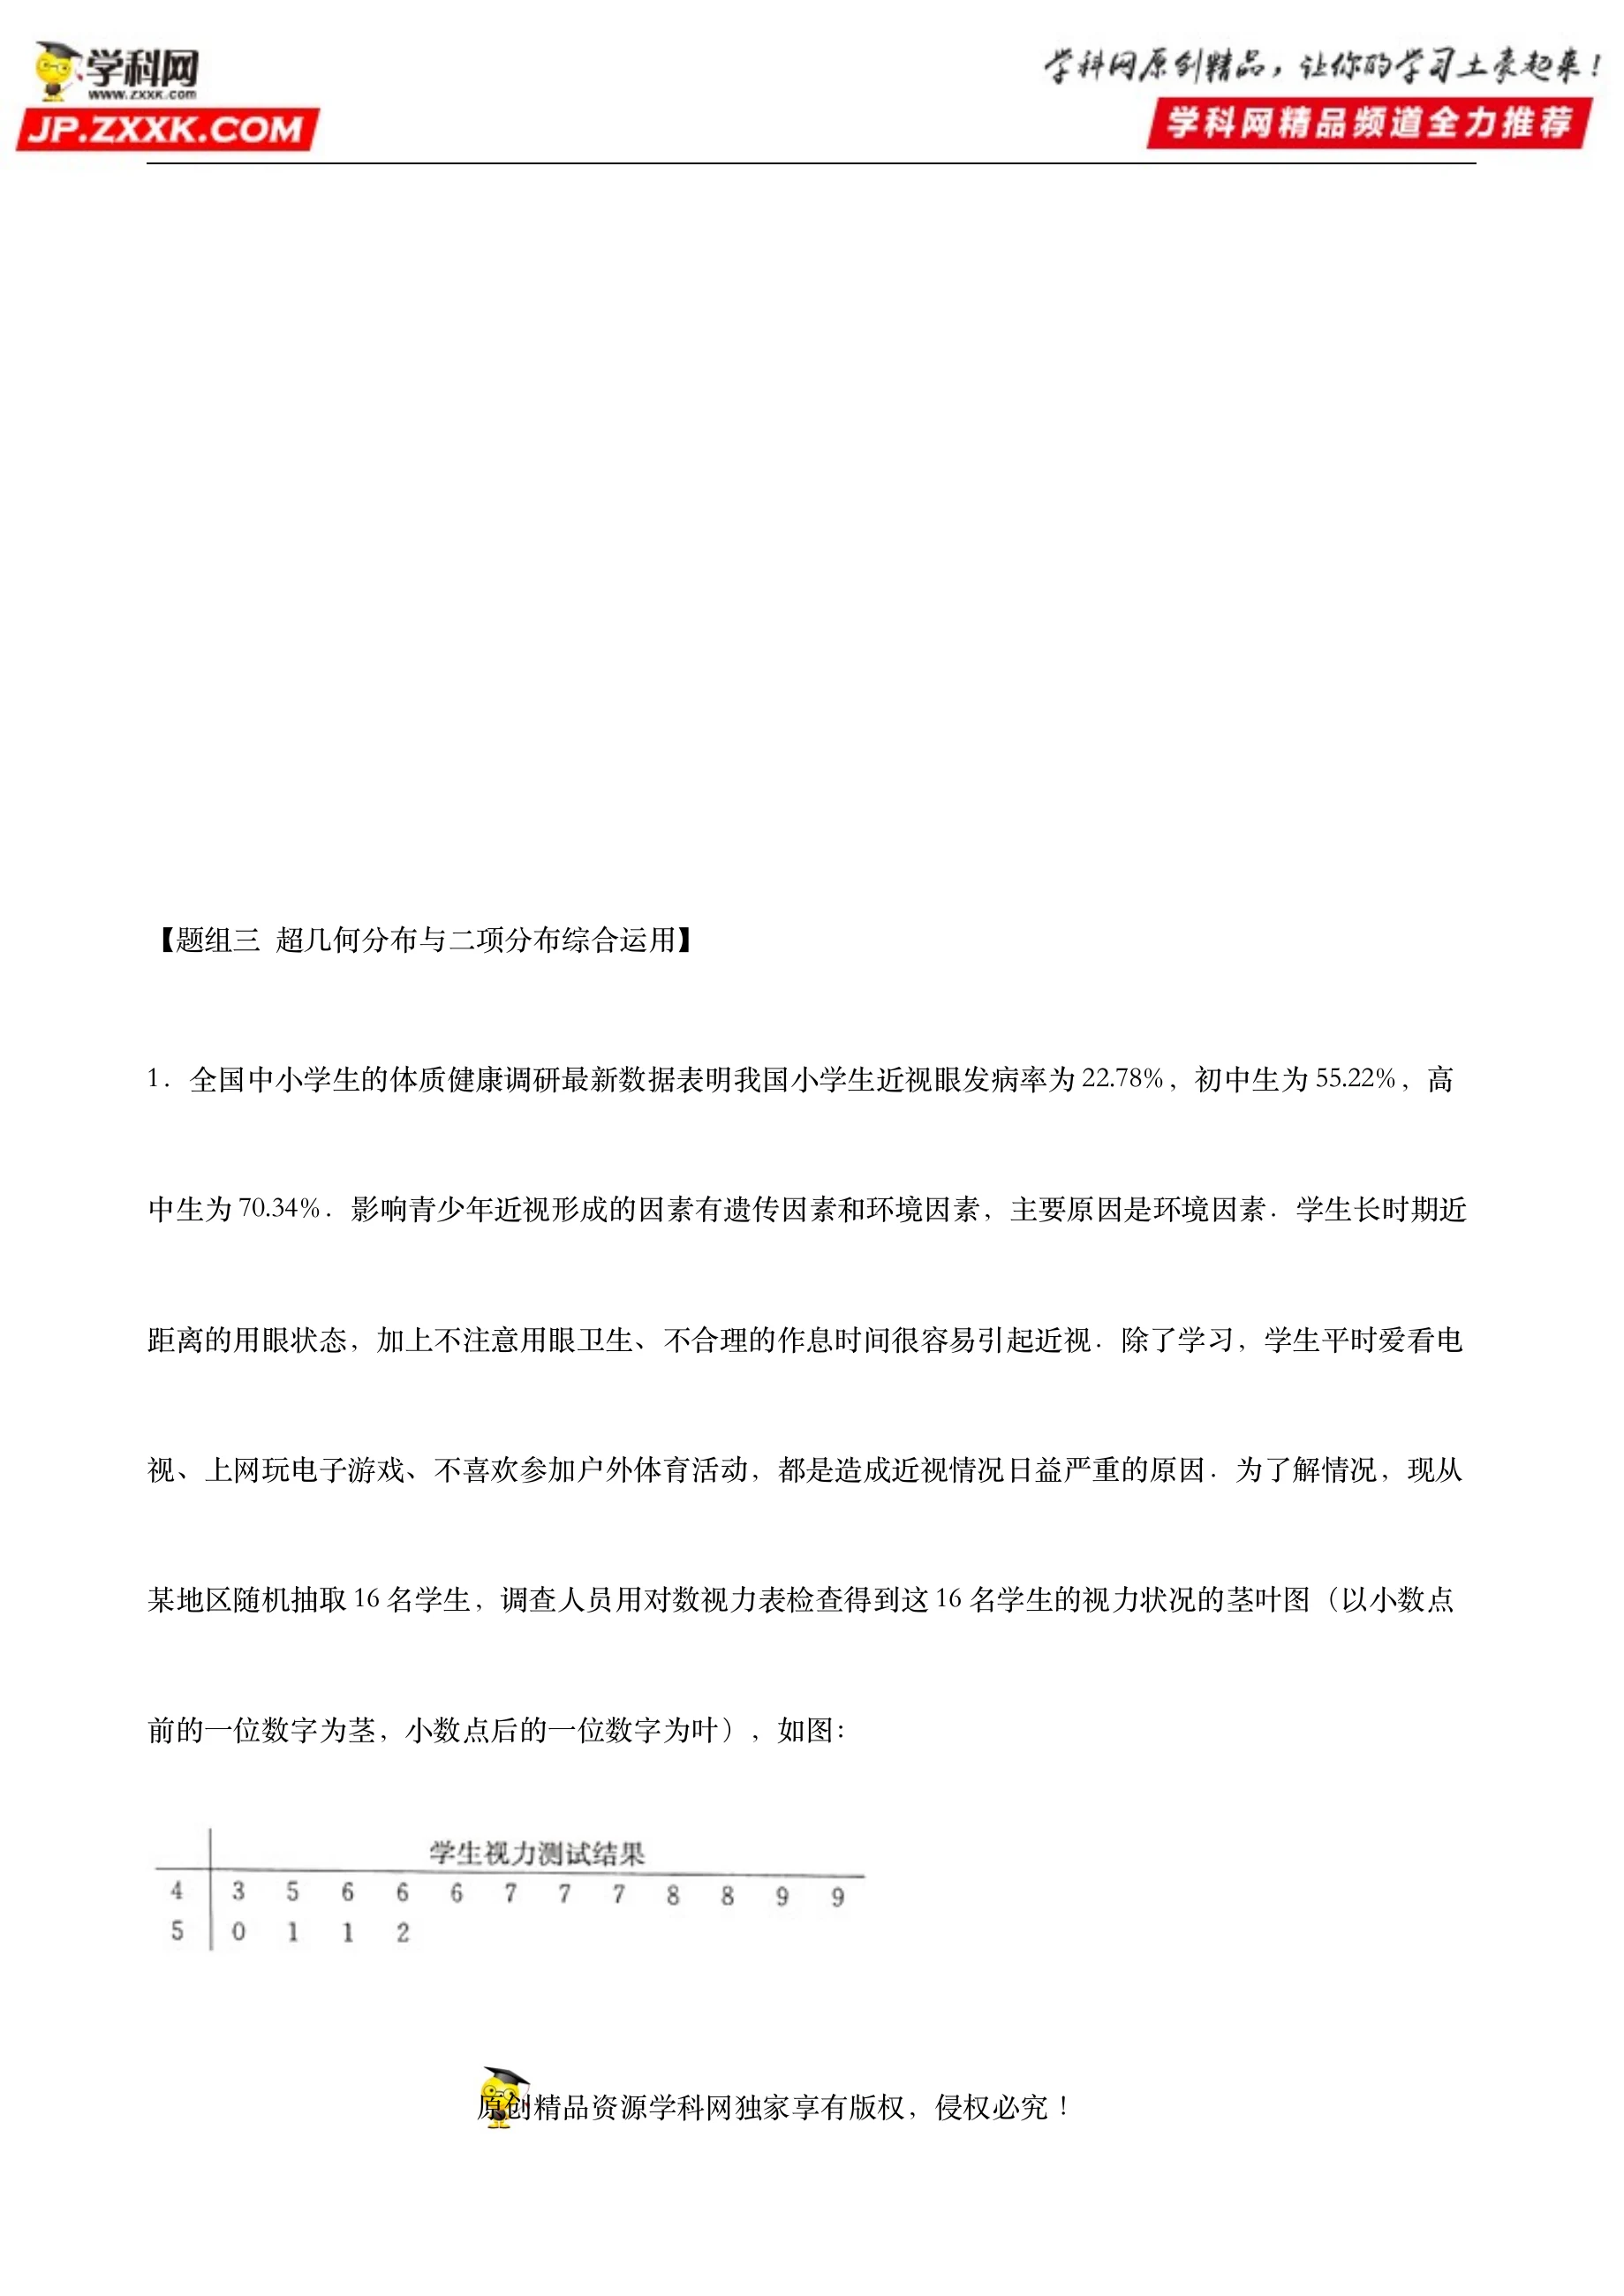 学科网
www.zxxk.com
JP.ZXXK.COM
学科网原创精品，让你的学习土豪起来！
学科网精品频道全力推荐
【题组三 超几何分布与二项分布综合运用】
1．全国中小学生的体质健康调研最新数据表明我国小学生近视眼发病率为 22.78%，初中生为 55.22%，高
中生为 70.34%．影响青少年近视形成的因素有遗传因素和环境因素，主要原因是环境因素．学生长时期近
距离的用眼状态，加上不注意用眼卫生、不合理的作息时间很容易引起近视．除了学习，学生平时爱看电
视、上网玩电子游戏、不喜欢参加户外体育活动，都是造成近视情况日益严重的原因．为了解情况，现从
某地区随机抽取 16 名学生，调查人员用对数视力表检查得到这 16 名学生的视力状况的茎叶图（以小数点
前的一位数字为茎，小数点后的一位数字为叶），如图：
学生视力测试结果
4 3 5 6 6 6 7 7 7 8 8 9 9
5 0 1 1 2
原创精品资源学科网独家享有版权，侵权必究！